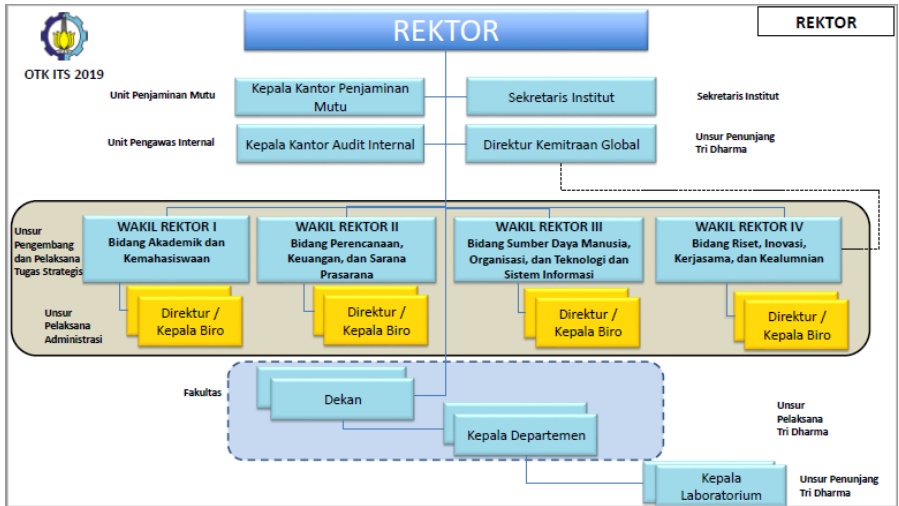 REKTOR
REKTOR
OTK ITS 2019
Unit Penjaminan Mutu
Kepala Kantor Penjaminan
Mutu
Sekretaris Institut
Sekretaris Institut
Unit Pengawas Internal
Kepala Kantor Audit Internal
Direktur Kemitraan Global
Unsur Penunjang
Tri Dharma
Unsur
Pengembang
dan Pelaksana
Tugas Strategis
WAKIL REKTOR I
Bidang Akademik dan
Kemahasiswaan
WAKIL REKTOR II
Bidang Perencanaan,
Keuangan, dan Sarana
Prasarana
WAKIL REKTOR III
Bidang Sumber Daya Manusia,
Organisasi, dan Teknologi dan
Sistem Informasi
WAKIL REKTOR IV
Bidang Riset, Inovasi,
Kerjasama, dan Kealumnian
Unsur
Pelaksana
Administrasi
Direktur /
Kepala Biro
Direktur /
Kepala Biro
Direktur /
Kepala Biro
Direktur /
Kepala Biro
Fakultas
Dekan
Kepala Departemen
Unsur
Pelaksana
Tri Dharma
Kepala
Laboratorium
Unsur Penunjang
Tri Dharma